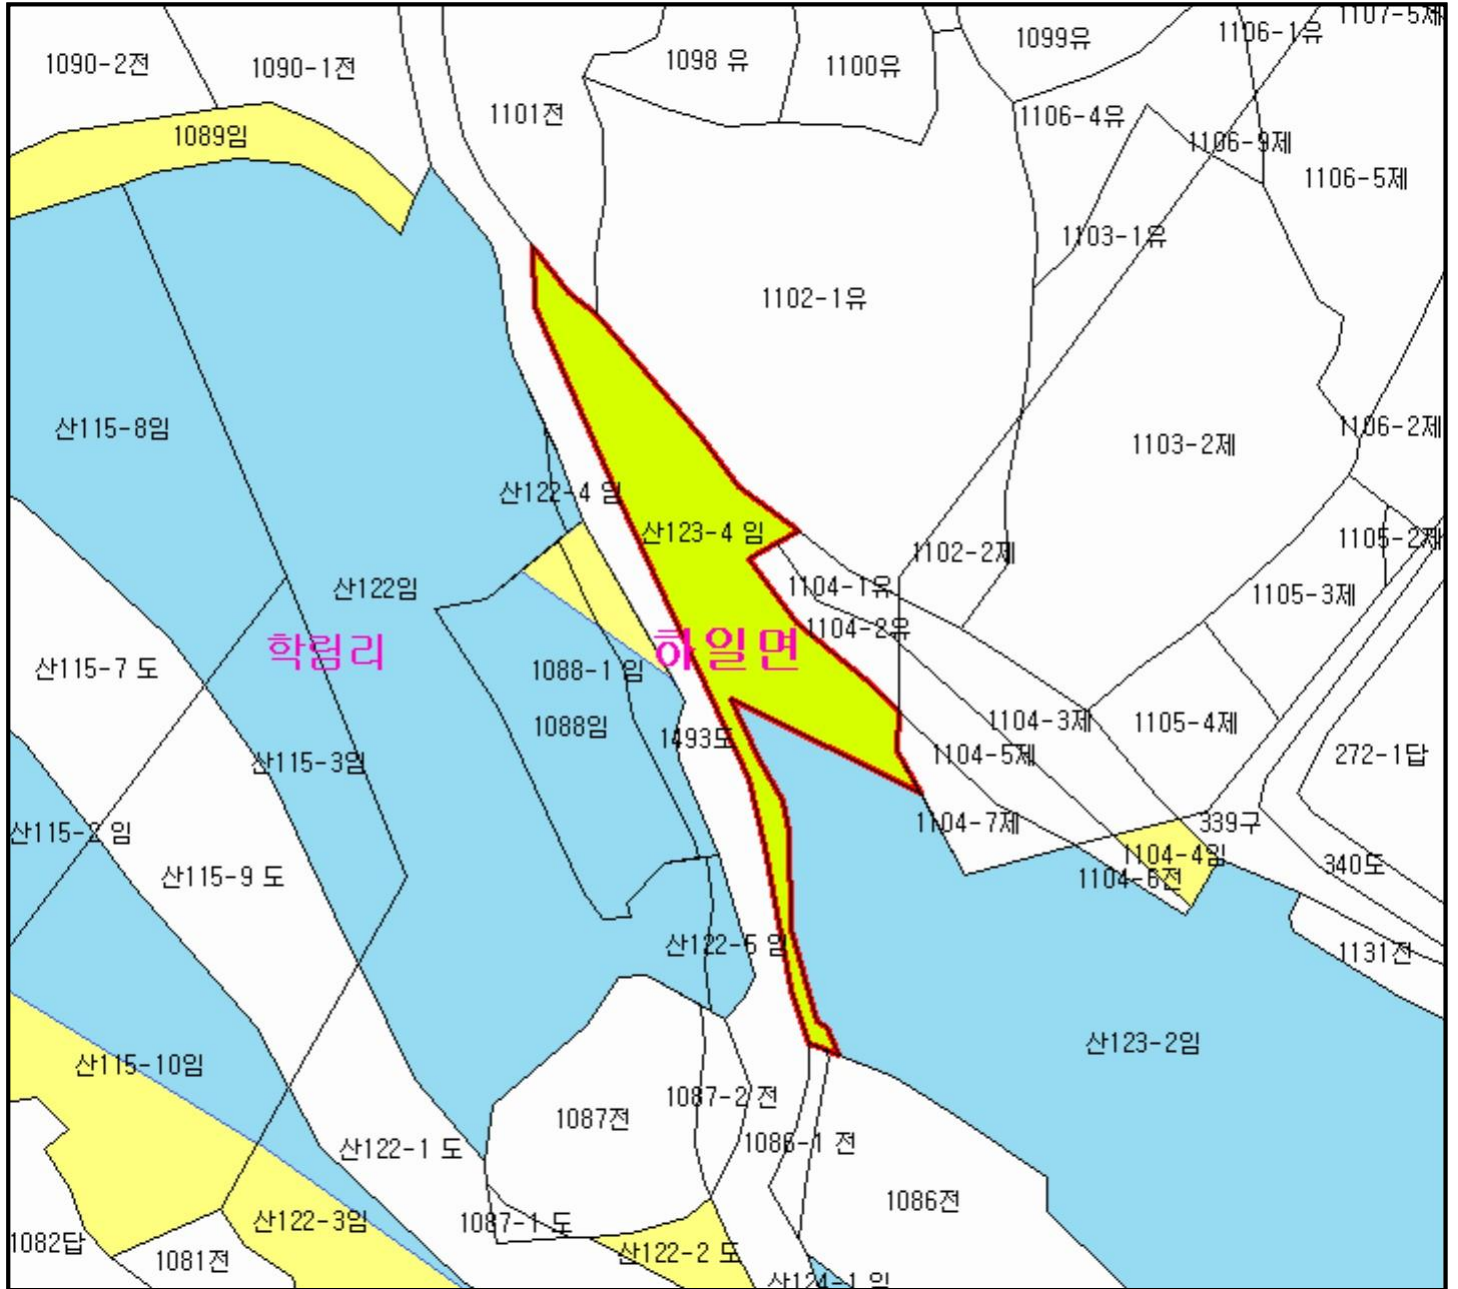 1107-5제
1106-1유
1090-2전
1090-1전
1098 유
1100유
1099유
1101전
1106-4유
1089임
1106-9제
1106-5제
1103-1유
1102-1유
산115-8임
1106-2제
1103-2제
산122-4 임
산123-4 임
1105-2제
1102-2제
산122임
1104-1유
1105-3제
1104-2유
학림리
하일면
산115-7 도
1088-1 임
1088임
1493도
1104-3제
1105-4제
산115-3임
1104-5제
272-1답
산115-2 임
1104-7제
339구
1104-4임
340도
산115-9 도
1104-6전
산122-5 임
1131전
산123-2임
산115-10임
1087-2 전
1087전
1086-1 전
산122-1 도
1086전
산122-3임
1087-1 도
1082답
1081전
산122-2 도
산124-1 임